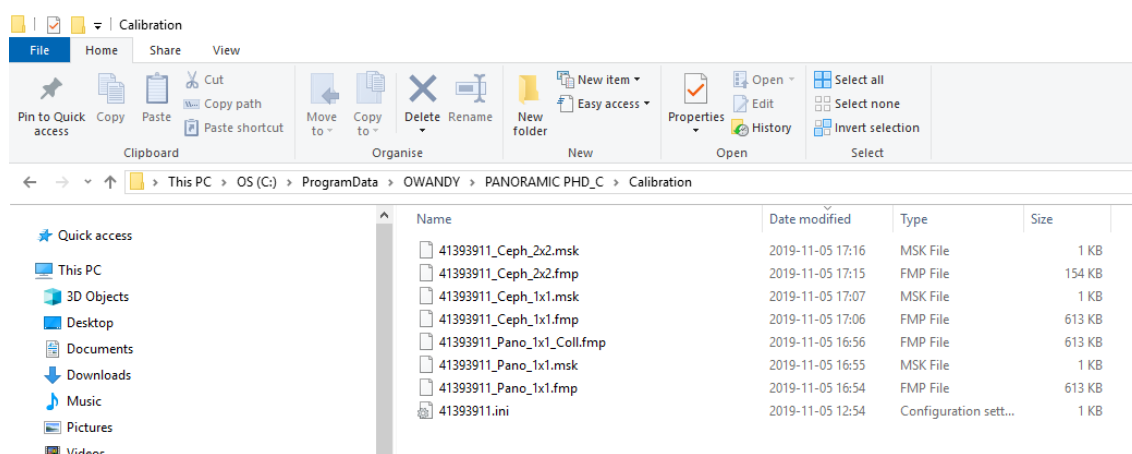 Calibration
File Home Share View
Pin to Quick access
Copy
Paste
Cut
Copy path
Paste shortcut
Clipboard
Move to
Copy to
Delete
Rename
Organise
New folder
New item
Easy access
New
Properties
Open
Edit
History
Open
Select all
Select none
Invert selection
Select
This PC > OS (C:) > ProgramData > OWANDY > PANORAMIC PHD_C > Calibration
Quick access
This PC
3D Objects
Desktop
Documents
Downloads
Music
Pictures
Videos
Name Date modified Type Size
41393911_Ceph_2x2.msk 2019-11-05 17:16 MSK File 1 KB
41393911_Ceph_2x2.fmp 2019-11-05 17:15 FMP File 154 KB
41393911_Ceph_1x1.msk 2019-11-05 17:07 MSK File 1 KB
41393911_Ceph_1x1.fmp 2019-11-05 17:06 FMP File 613 KB
41393911_Pano_1x1_Coll.fmp 2019-11-05 16:56 FMP File 613 KB
41393911_Pano_1x1.msk 2019-11-05 16:55 MSK File 1 KB
41393911_Pano_1x1.fmp 2019-11-05 16:54 FMP File 613 KB
41393911.ini 2019-11-05 12:54 Configuration sett... 1 KB